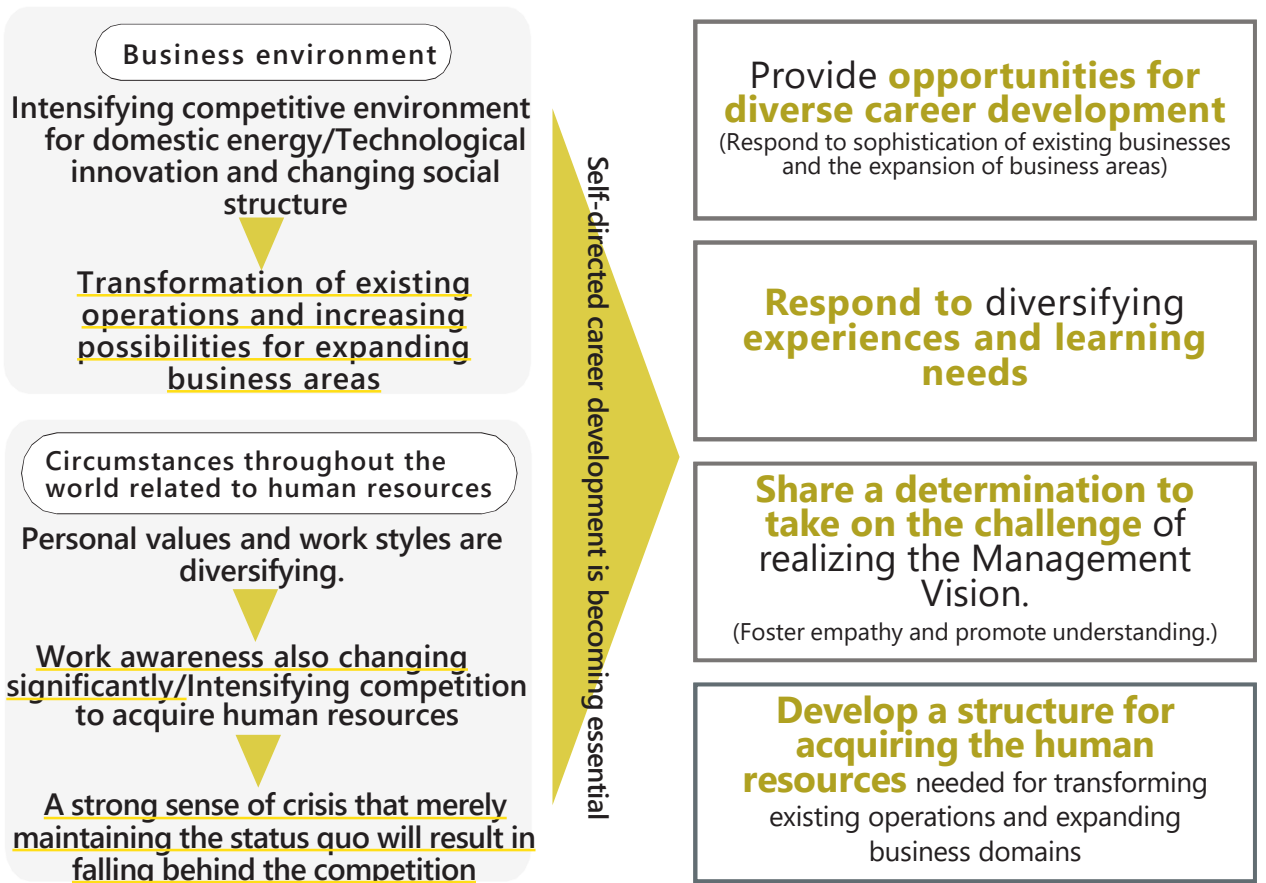 Business environment
Intensifying competitive environment
for domestic energy/Technological
innovation and changing social
structure
Transformation of existing
operations and increasing
possibilities for expanding
business areas
Circumstances throughout the
world related to human resources
Personal values and work styles are
diversifying.
Work awareness also changing
significantly/Intensifying competition
to acquire human resources
A strong sense of crisis that merely
maintaining the status quo will result in
falling behind the competition
Self-directed career development is becoming essential
Provide opportunities for
diverse career development
(Respond to sophistication of existing businesses
and the expansion of business areas)
Respond to diversifying
experiences and learning
needs
Share a determination to
take on the challenge of
realizing the Management
Vision.
(Foster empathy and promote understanding.)
Develop a structure for
acquiring the human
resources needed for transforming
existing operations and expanding
business domains